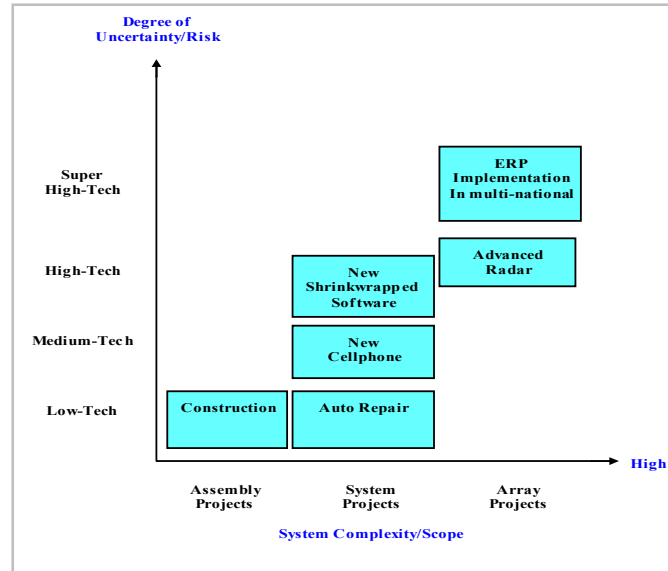 Degree of
Uncertainty/Risk
Super
High-Tech
ERP
Implementation
In multi-national
High-Tech
New
Shrinkwrapped
Software
Advanced
Radar
Medium-Tech
New
Cellphone
Low-Tech
Construction
Auto Repair
High
Assembly
Projects
System
Projects
Array
Projects
System Complexity/Scope